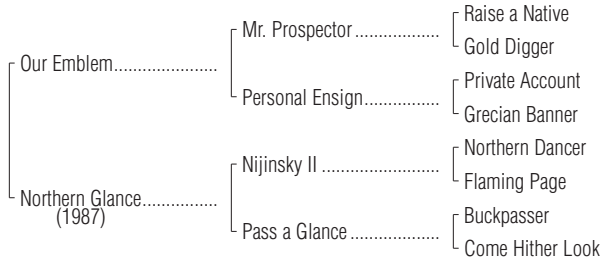 Raise a Native
Mr. Prospector ..................
Gold Digger
Our Emblem......................
Private Account
Personal Ensign................
Grecian Banner
Northern Dancer
Nijinsky II .........................
Flaming Page
Northern Glance................
(1987)
Buckpasser
Pass a Glance ...................
Come Hither Look